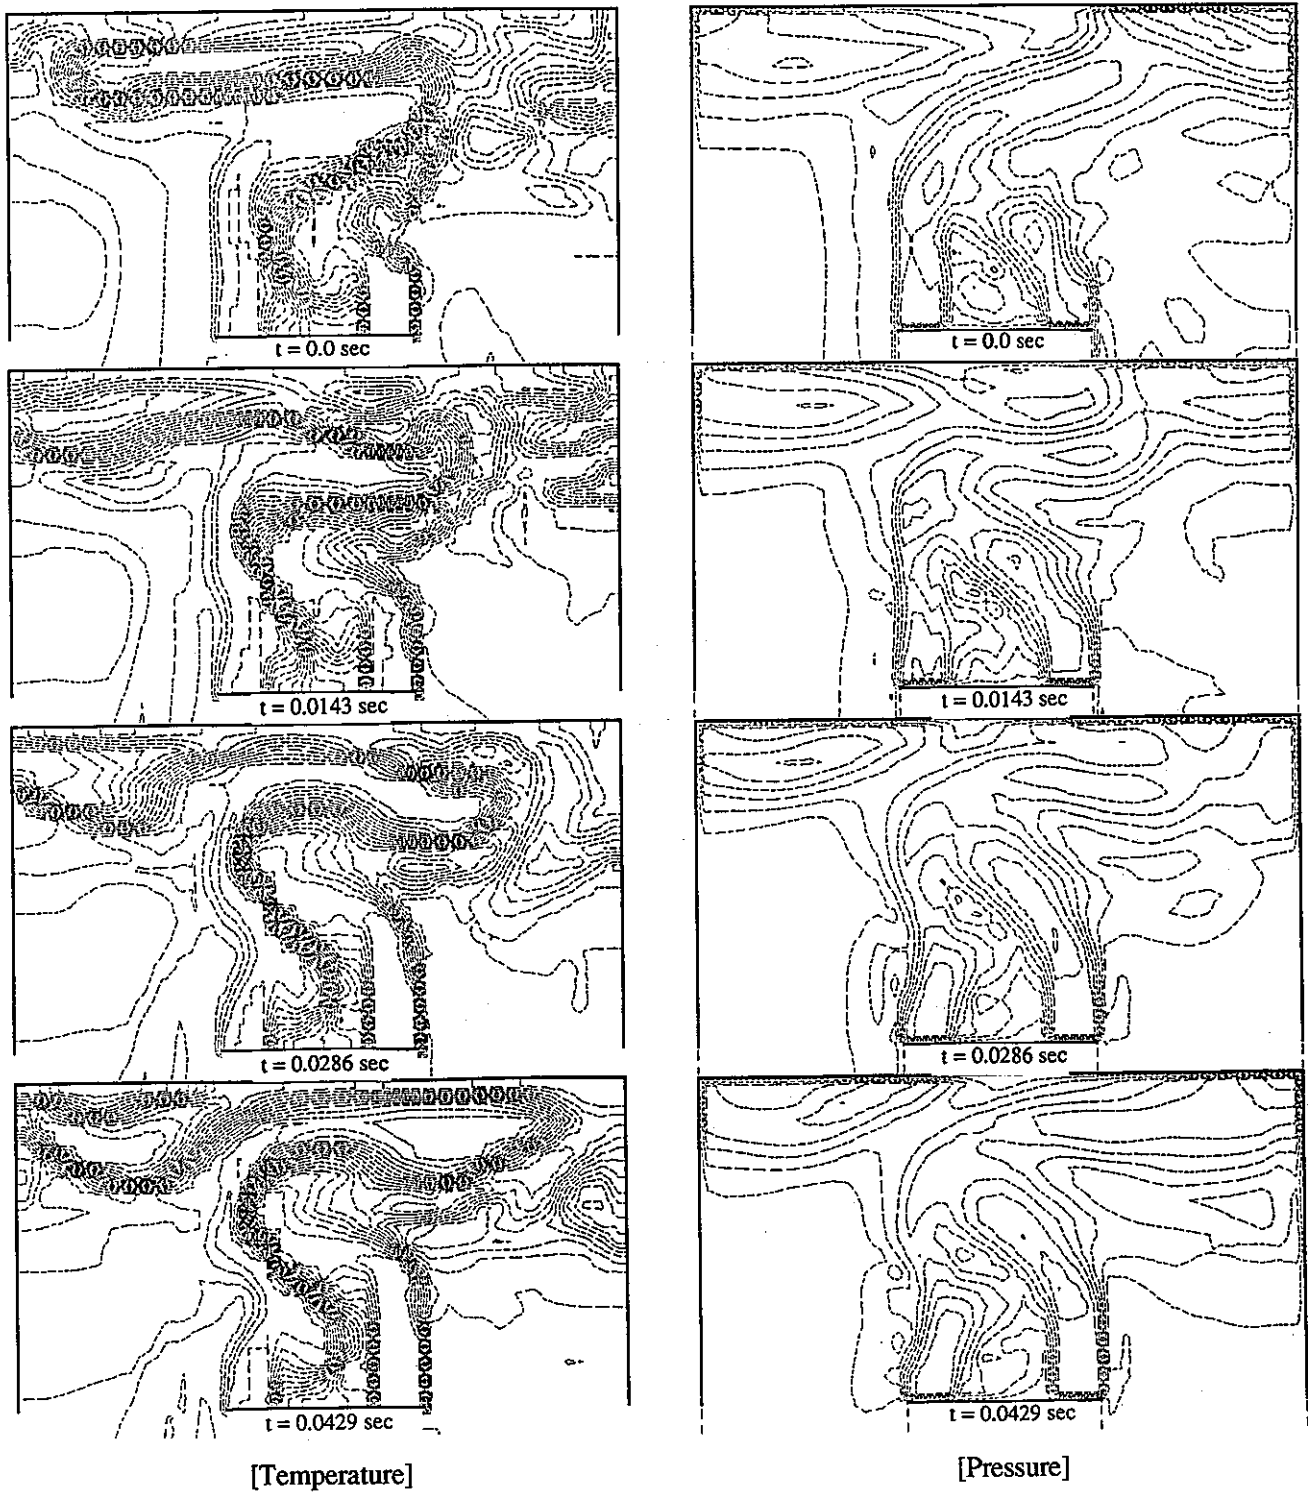 t = 0.0 sec
t = 0.0 sec
t = 0.0143 sec
t = 0.0143 sec
t = 0.0286 sec
t = 0.0286 sec
t = 0.0429 sec
t = 0.0429 sec
[Temperature]
[Pressure]